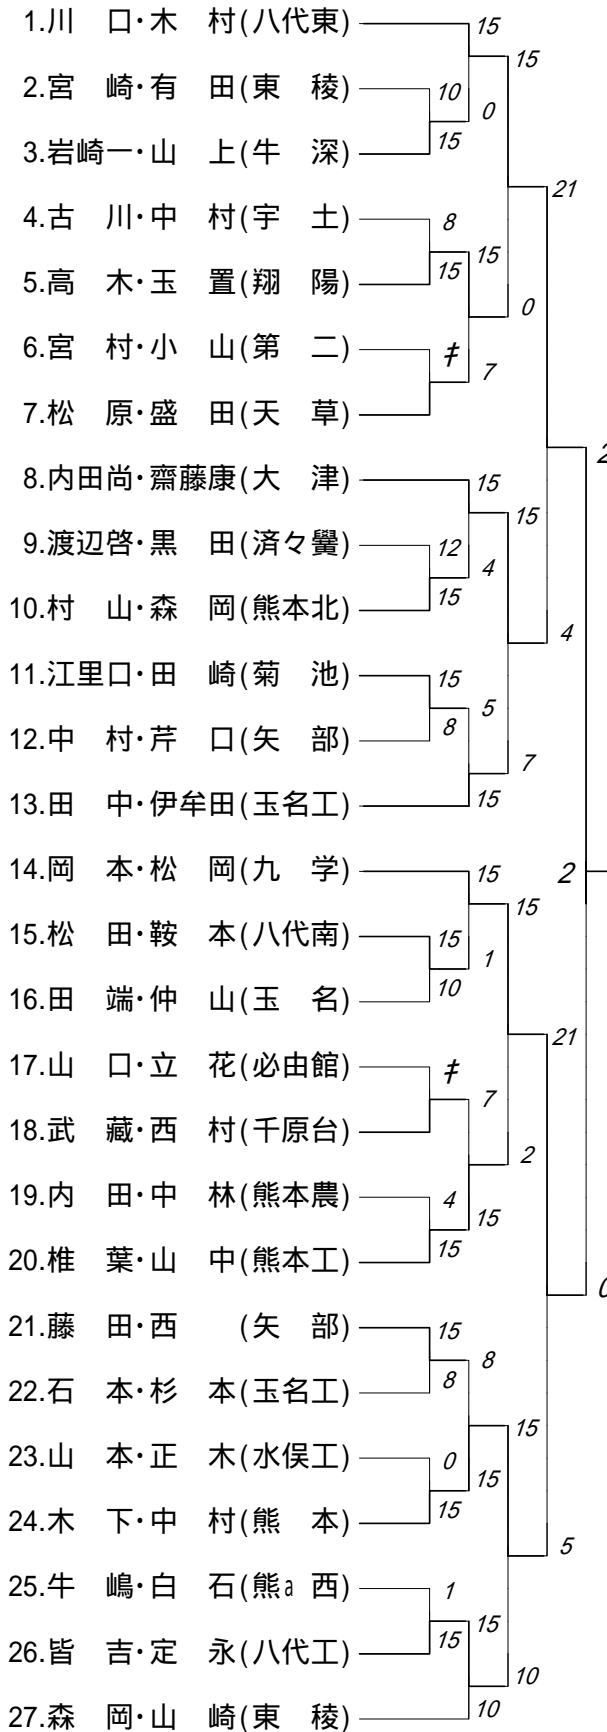 1.川　口・木　村(八代東)
15
15
2.宮　崎・有　田(東　稜)
10
0
3.岩崎一・山　上(牛　深)
15
21
4.古　川・中　村(宇　土)
8
15
5.高　木・玉　置(翔　陽)
15
0
6.宮　村・小　山(第　二)
キ
7
7.松　原・盛　田(天　草)
2
8.内田尚・齋藤康(大　津)
15
15
9.渡辺啓・黒　田(済々黌)
12
4
10.村　山・森　岡(熊本北)
15
4
11.江里口・田　崎(菊　池)
15
5
12.中　村・芹　口(矢　部)
8
7
13.田　中・伊牟田(玉名工)
15
14.岡　本・松　岡(九　学)
15
2
15
15.松　田・鞍　本(八代南)
15
1
16.田　端・仲　山(玉　名)
10
21
17.山　口・立　花(必由館)
キ
7
18.武　藏・西　村(千原台)
2
19.内　田・中　林(熊本農)
4
15
20.椎　葉・山　中(熊本工)
15
0
21.藤　田・西　　(矢　部)
15
8
22.石　本・杉　本(玉名工)
8
15
23.山　本・正　木(水俣工)
0
15
24.木　下・中　村(熊　本)
15
5
25.牛　嶋・白　石(熊a 西)
1
15
26.皆　吉・定　永(八代工)
15
10
27.森　岡・山　崎(東　稜)
10